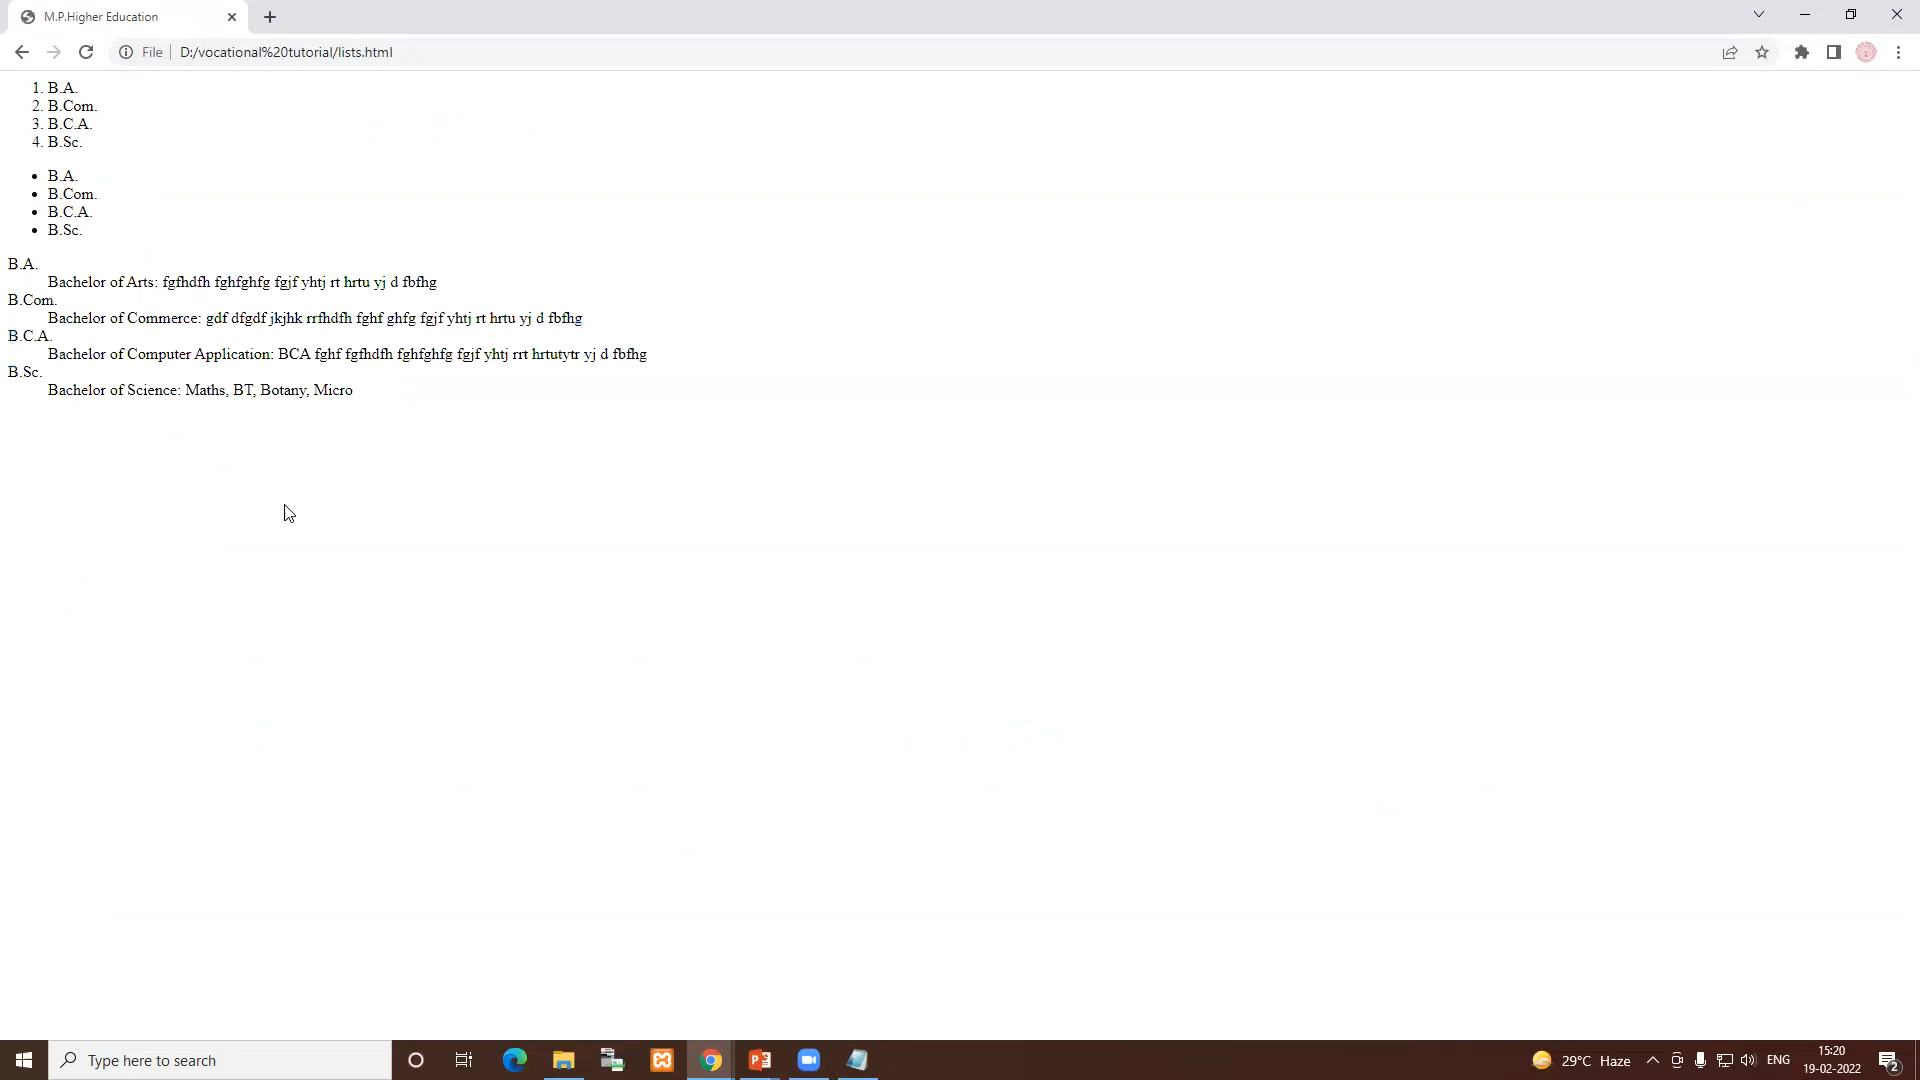 M.P.Higher Education
File D:/vocational%20tutorial/lists.html
1. B.A.
2. B.Com.
3. B.C.A.
4. B.Sc.
• B.A.
• B.Com.
• B.C.A.
• B.Sc.
B.A.
Bachelor of Arts: fgfhdfh fghfghfg fgjf yhtj rt hrtu yj d fbfhg
B.Com.
Bachelor of Commerce: gdf dfgdf jkjhk rrfhdfh fghf ghfg fgjf yhtj rt hrtu yj d fbfhg
B.C.A.
Bachelor of Computer Application: BCA fghf fgfhdfh fghfghfg fgjf yhtj rrt hrtutytr yj d fbfhg
B.Sc.
Bachelor of Science: Maths, BT, Botany, Micro
Type here to search
29°C Haze
ENG
15:20
19-02-2022
2